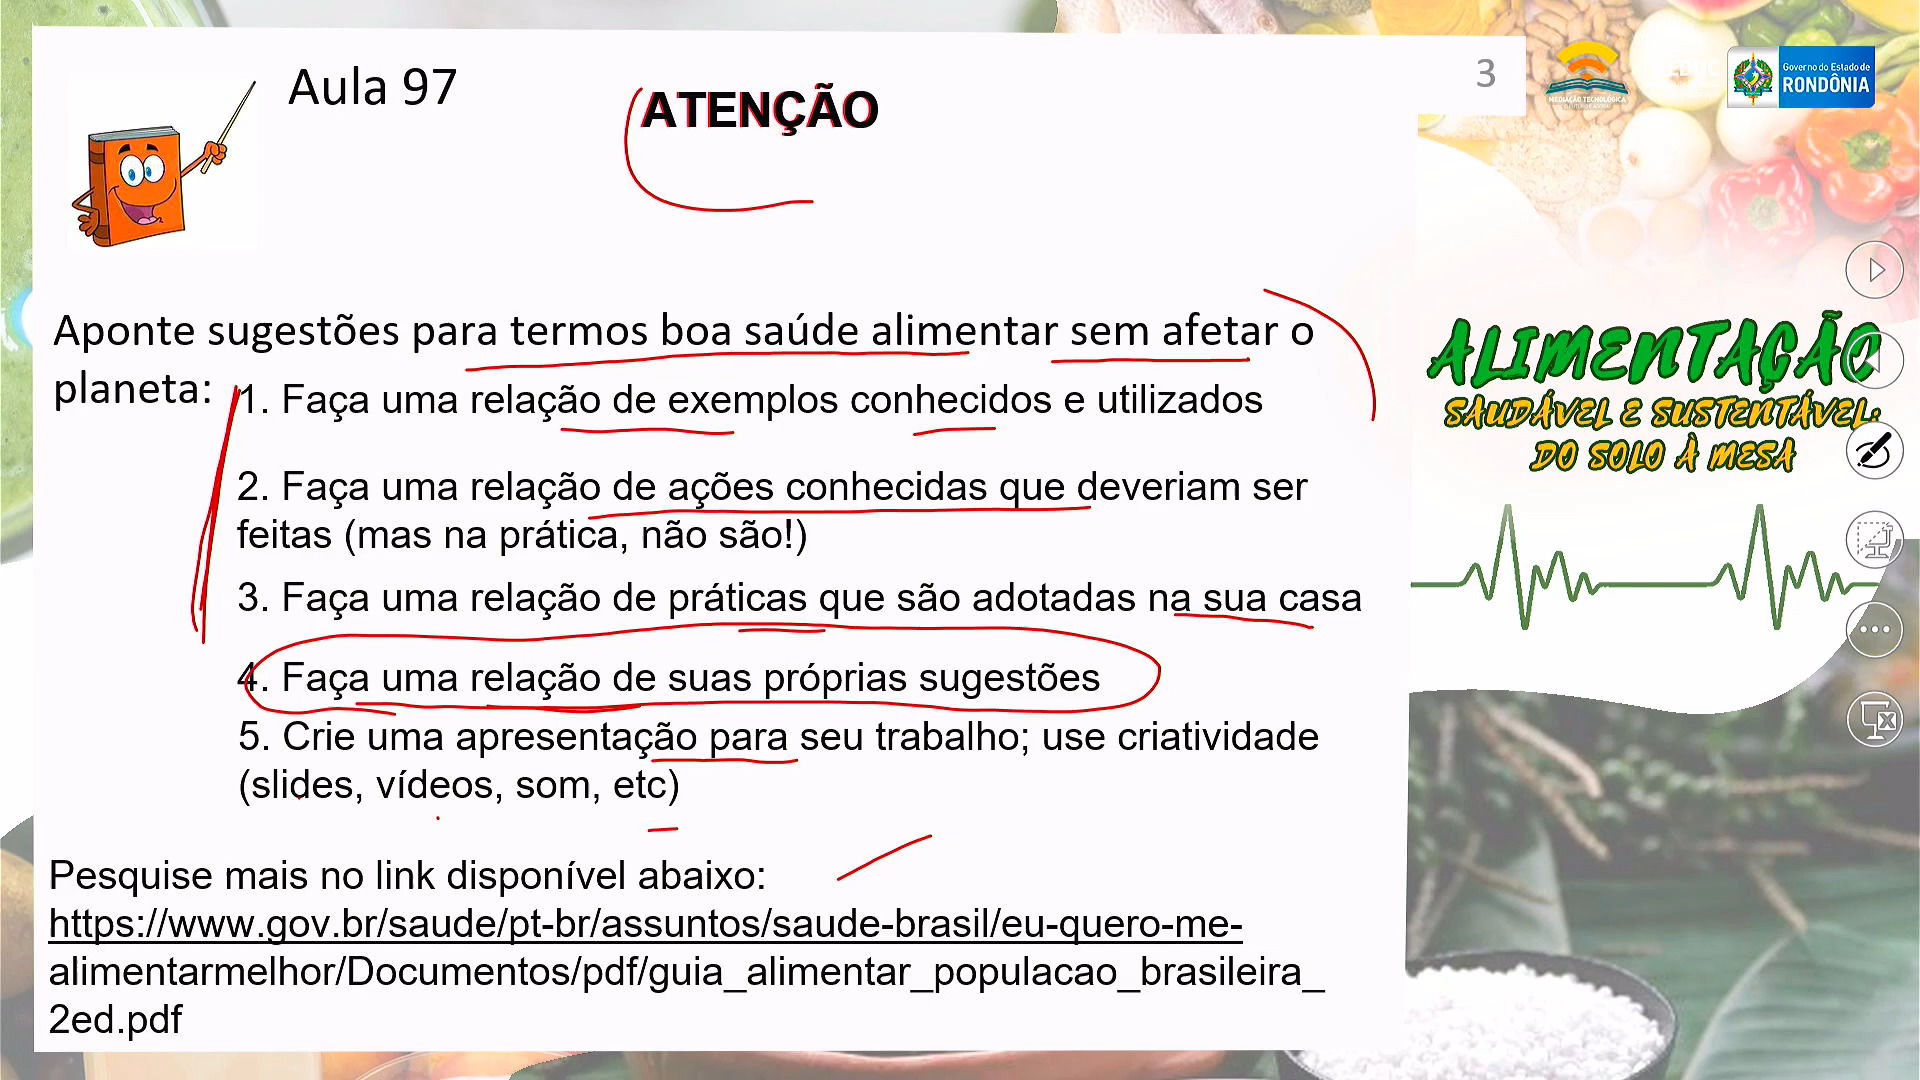 Aula 97
ATENÇÃO
3
MEDIAÇÃO TECNOLÓGICA
Governo do Estado de
RONDÔNIA
Aponte sugestões para termos boa saúde alimentar sem afetar o
planeta:
1. Faça uma relação de exemplos conhecidos e utilizados
2. Faça uma relação de ações conhecidas que deveriam ser
feitas (mas na prática, não são!)
3. Faça uma relação de práticas que são adotadas na sua casa
4. Faça uma relação de suas próprias sugestões
5. Crie uma apresentação para seu trabalho; use criatividade
(slides, vídeos, som, etc)
Pesquise mais no link disponível abaixo:
https://www.gov.br/saude/pt-br/assuntos/saude-brasil/eu-quero-me-
alimentarmelhor/Documentos/pdf/guia_alimentar_populacao_brasileira_
2ed.pdf
ALIMENTAÇÃO
SAUDÁVEL E SUSTENTÁVEL:
DO SOLO À MESA